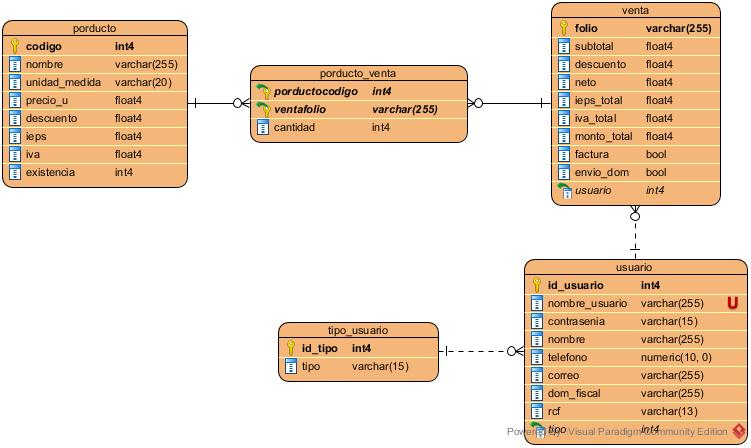 porducto
codigo int4
nombre varchar(255)
unidad_medida varchar(20)
precio_u float4
descuento float4
ieps float4
iva float4
existencia int4
porducto_venta
porductocodigo int4
ventafolio varchar(255)
cantidad int4
venta
folio varchar(255)
subtotal float4
descuento float4
neto float4
ieps_total float4
iva_total float4
monto_total float4
factura bool
envio_dom bool
usuario int4
tipo_usuario
id_tipo int4
tipo varchar(15)
usuario
id_usuario int4
nombre_usuario varchar(255) U
contrasenia varchar(15)
nombre varchar(255)
telefono numeric(10, 0)
correo varchar(255)
dom_fiscal varchar(255)
rcf varchar(13)
tipo int4
Powered By Visual Paradigm Community Edition